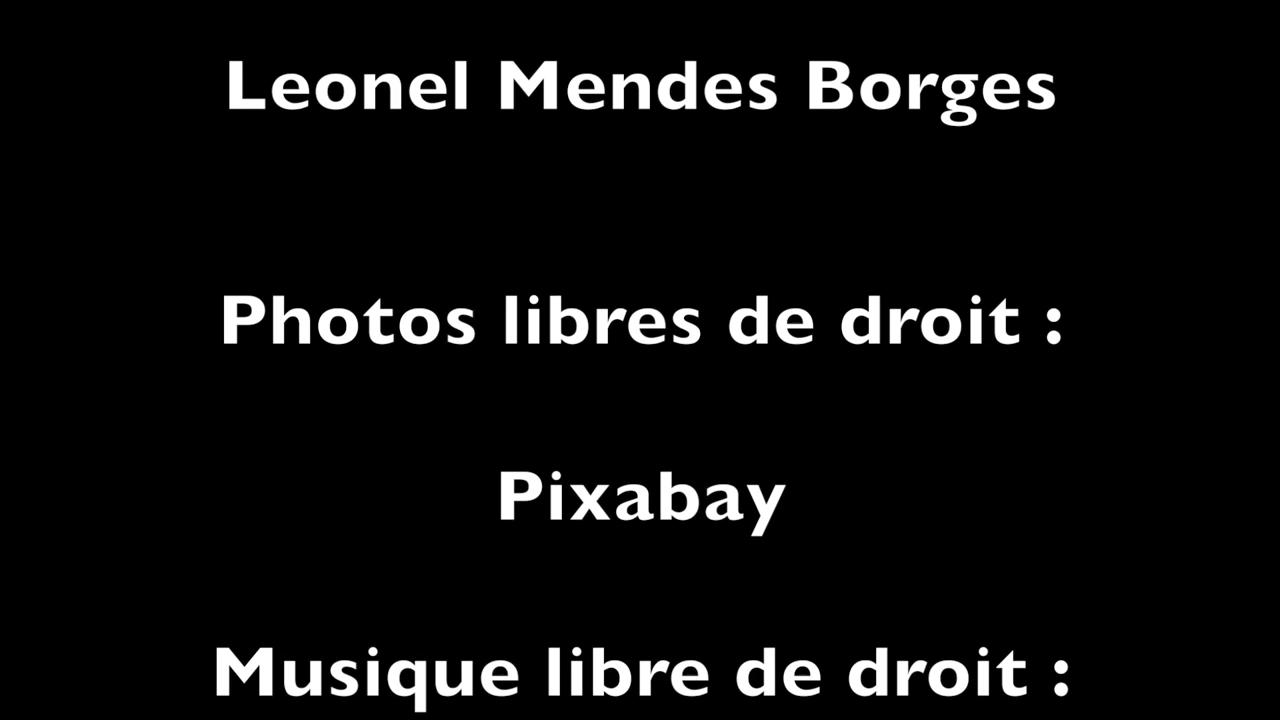 Leonel Mendes Borges
Photos libres de droit :
Pixabay
Musique libre de droit :